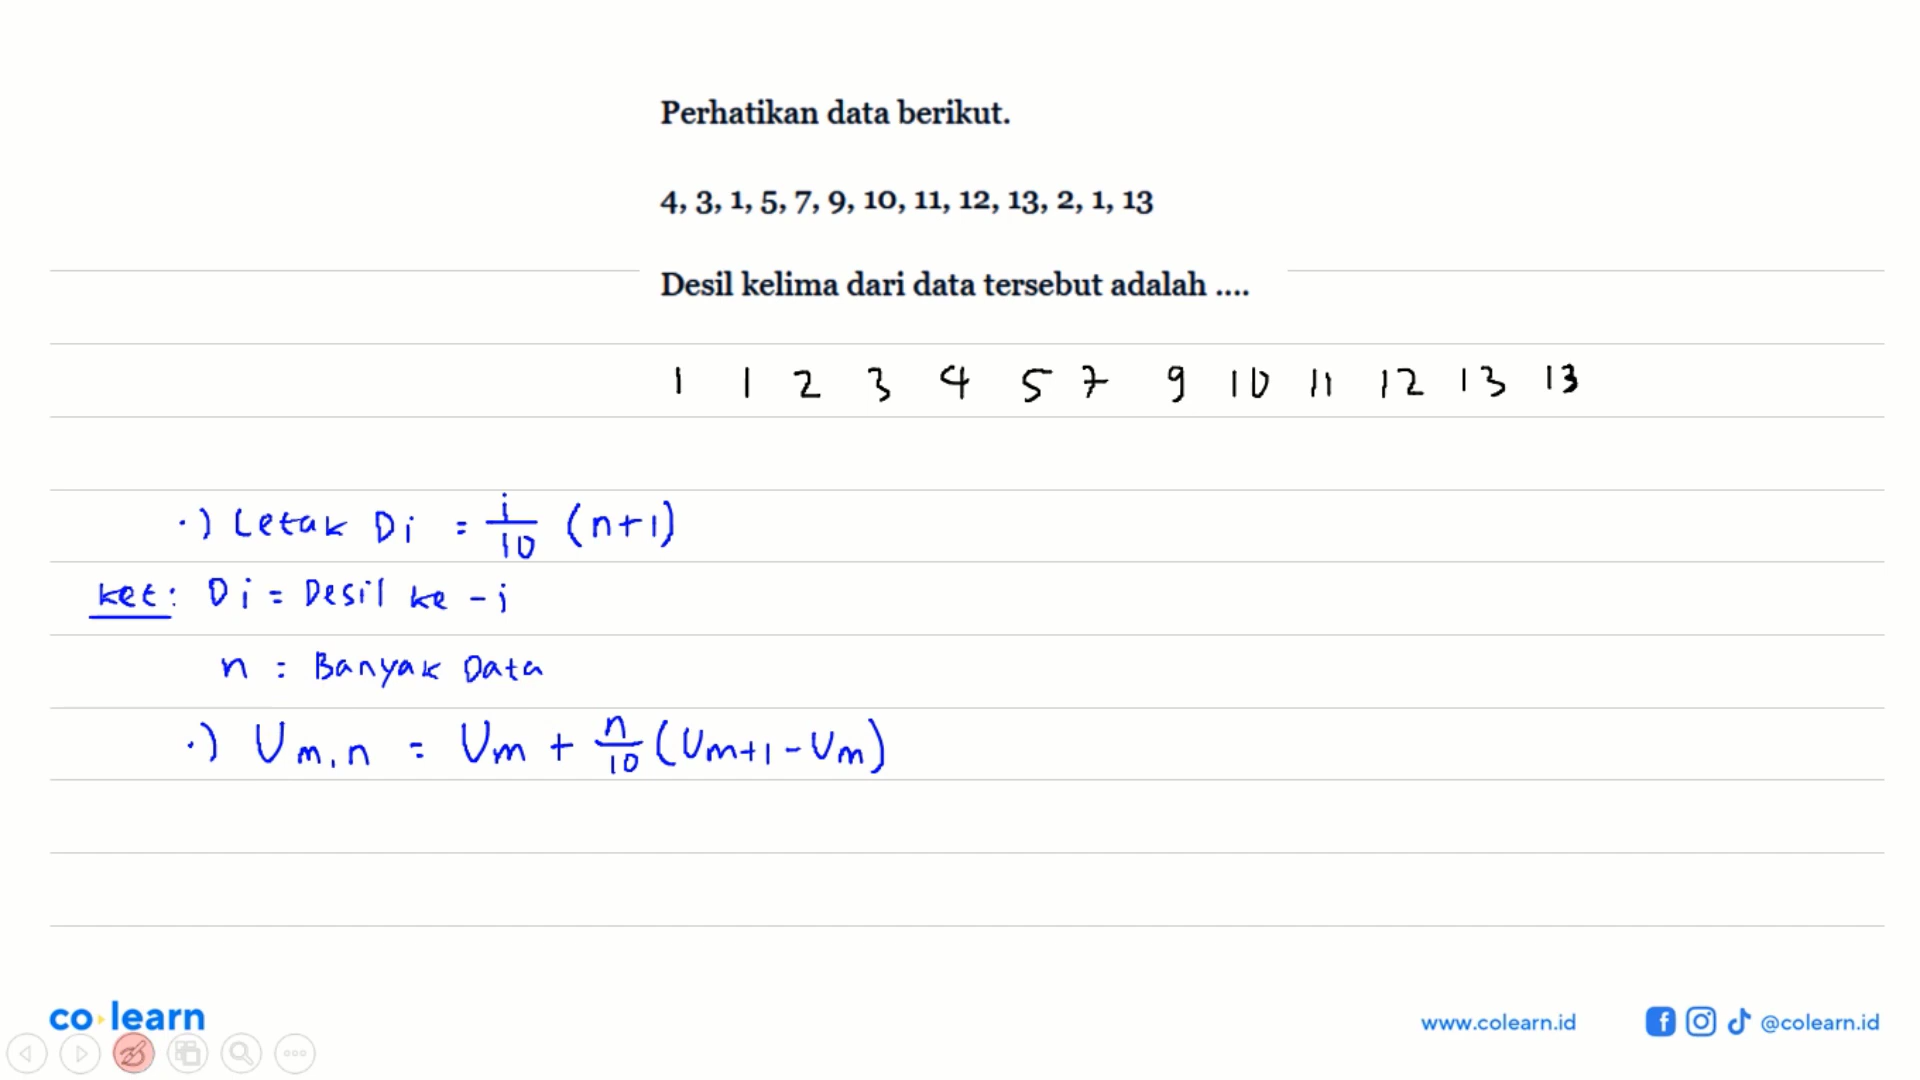 Perhatikan data berikut.
4, 3, 1, 5, 7, 9, 10, 11, 12, 13, 2, 1, 13
Desil kelima dari data tersebut adalah ....
1 1 2 3 4 5 7 9 10 11 12 13 13
·) Letak Di = i/10 (n+1)
ket: Di = Desil ke - i
n = Banyak Data
·) Um,n = Um + n/10 (Um+1 - Um)
co learn
www.colearn.id
@colearn.id